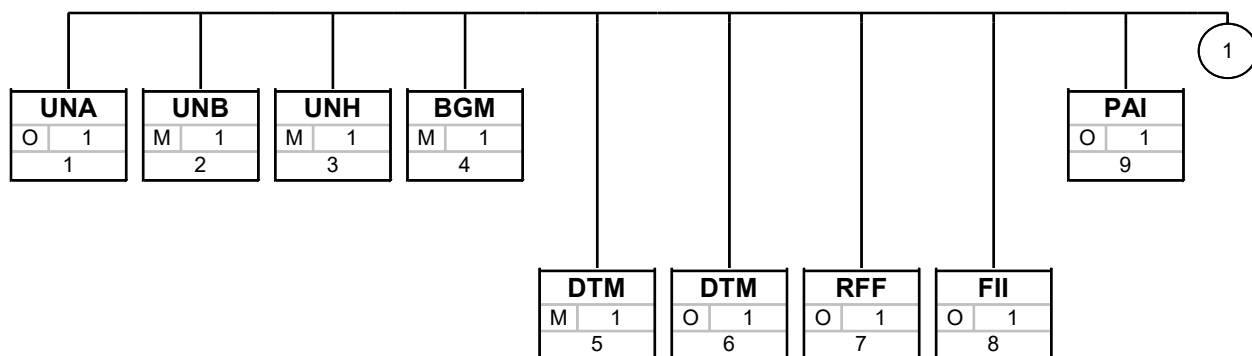 1
UNA UNB UNH BGM PAI
O 1 M 1 M 1 M 1 O 1
1 2 3 4 9
DTM DTM RFF FII
M 1 O 1 O 1 O 1
5 6 7 8